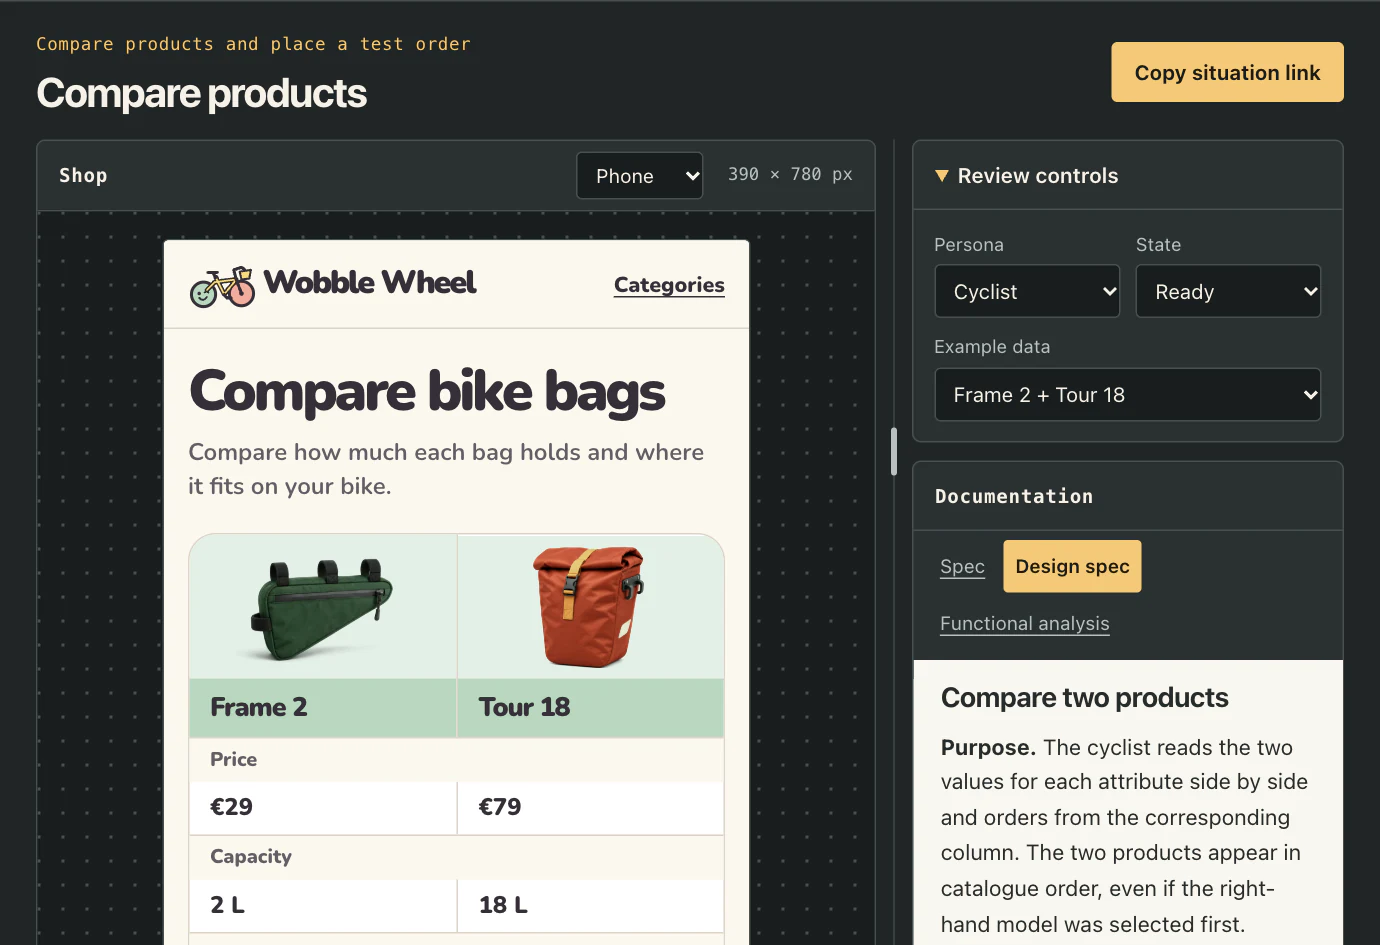 Compare products and place a test order
Compare products
Copy situation link
Shop
Phone
390 × 780 px
Wobble Wheel
Categories
Compare bike bags
Compare how much each bag holds and where
it fits on your bike.
Frame 2
Tour 18
Price
€29
€79
Capacity
2 L
18 L
Review controls
Persona
State
Cyclist
Ready
Example data
Frame 2 + Tour 18
Documentation
Spec
Design spec
Functional analysis
Compare two products
Purpose. The cyclist reads the two
values for each attribute side by side
and orders from the corresponding
column. The two products appear in
catalogue order, even if the right-
hand model was selected first.